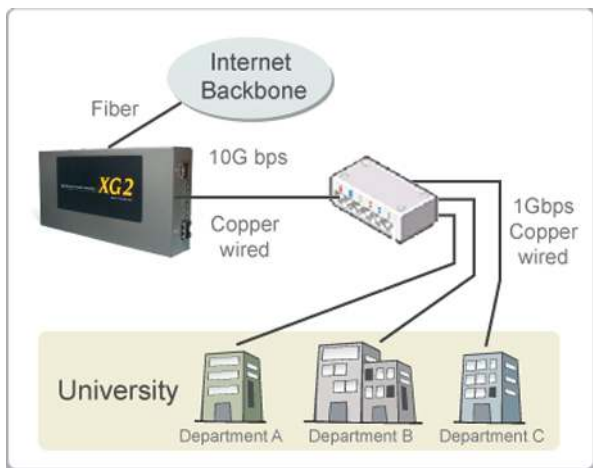 Internet
Backbone
Fiber
10G bps
XG2
Copper
wired
1Gbps
Copper
wired
University
Department A
Department B
Department C